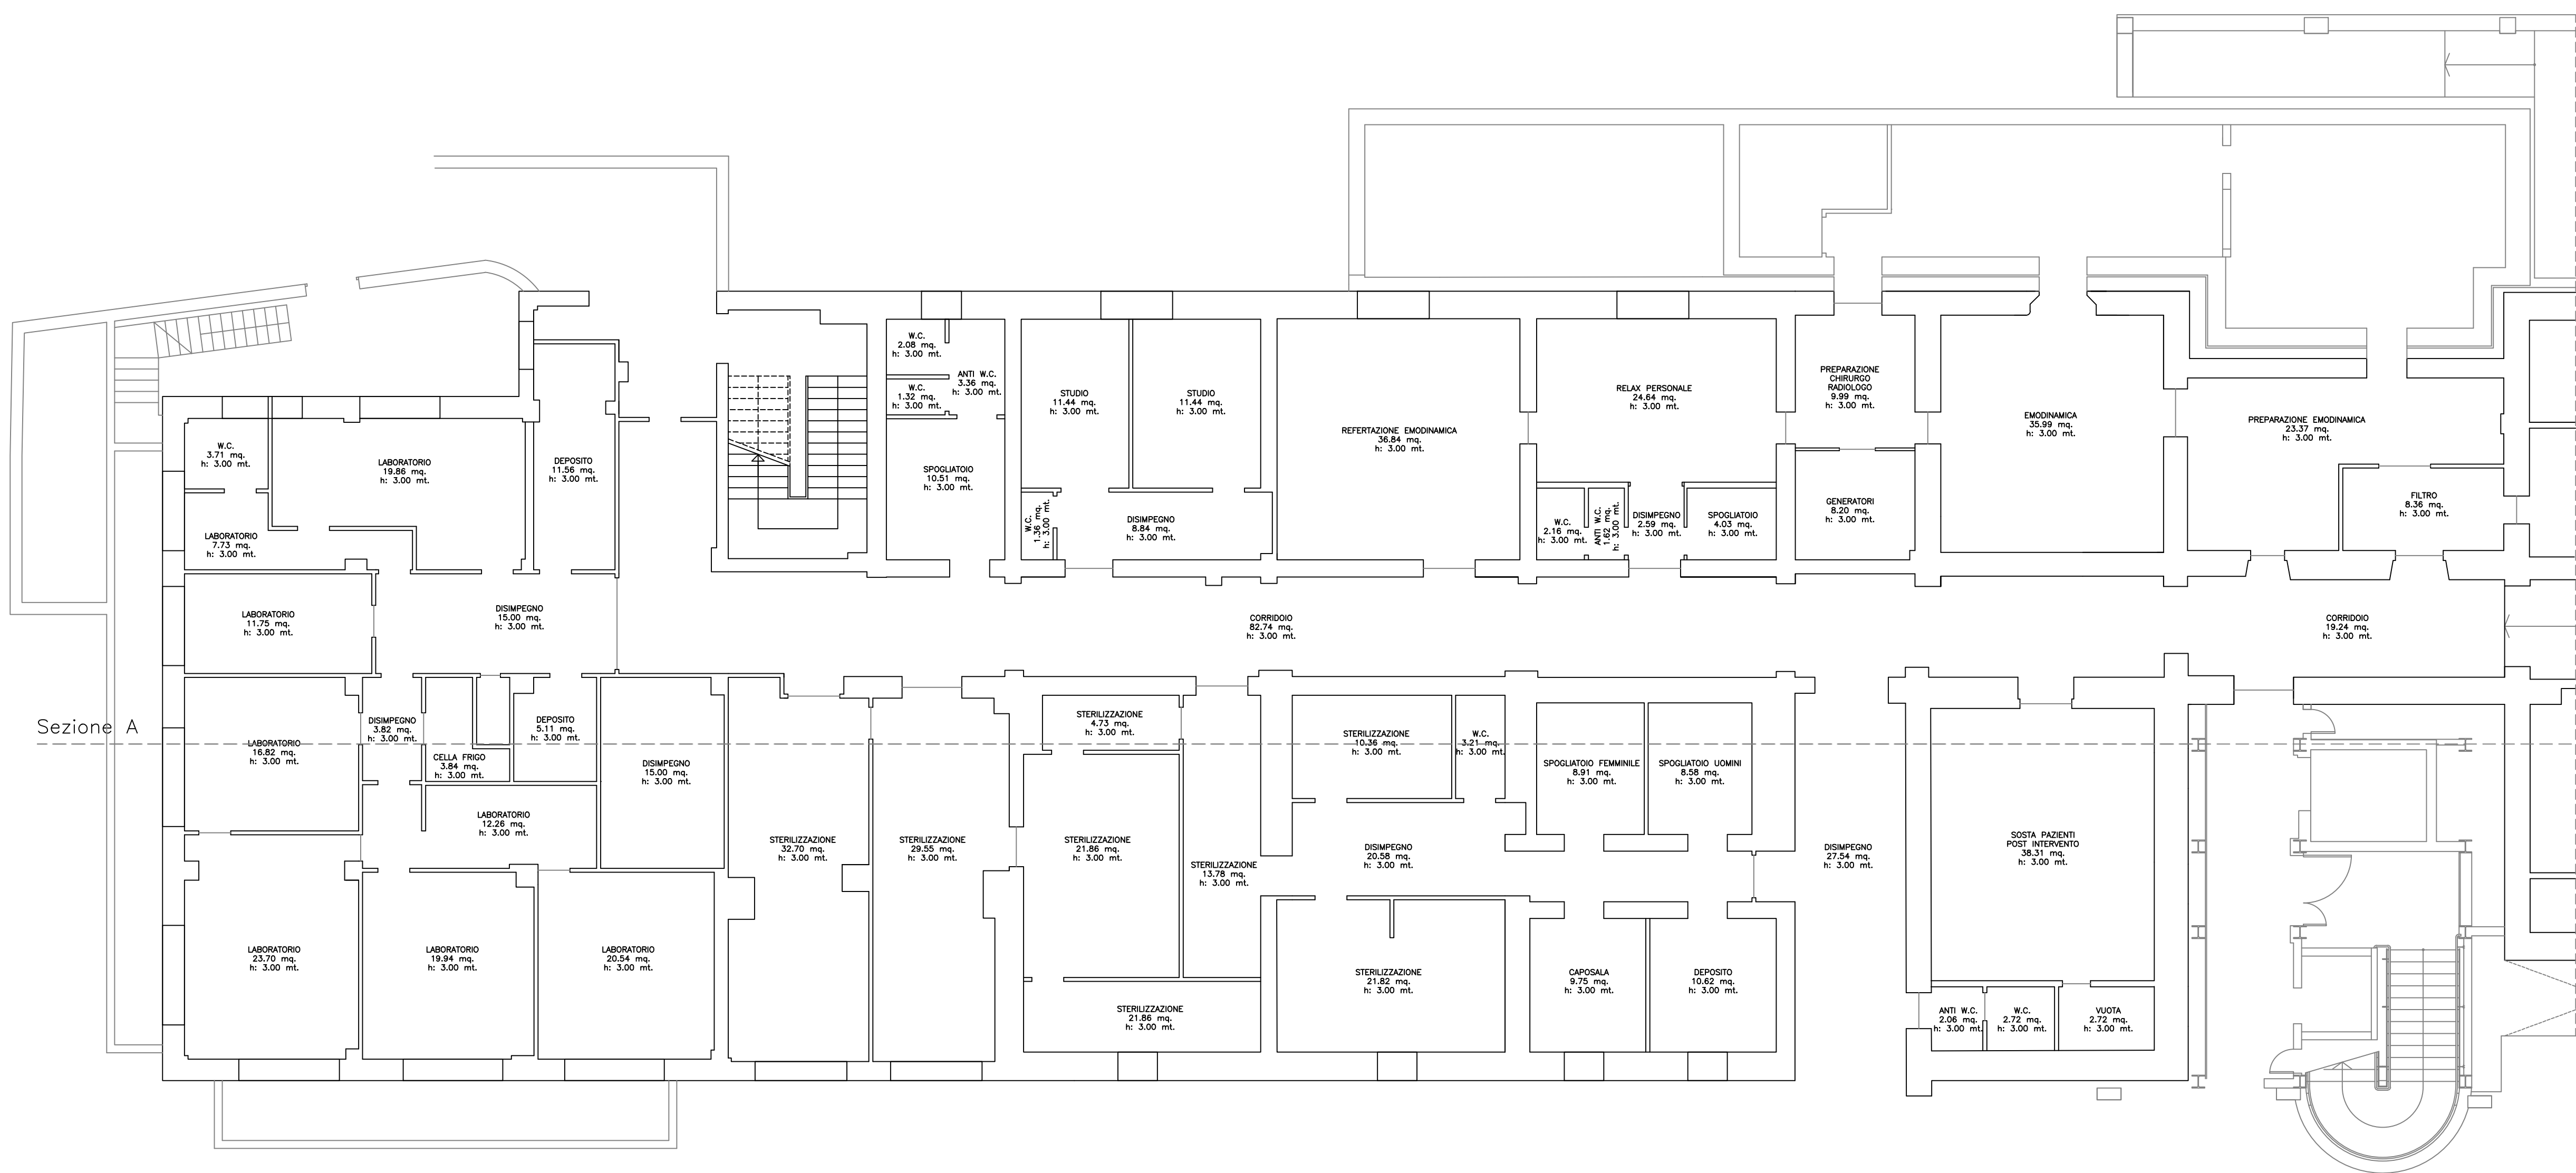 W.C.
2.08 mq.
h: 3.00 mt.
ANTI W.C.
3.36 mq.
h: 3.00 mt.
W.C.
1.32 mq.
h: 3.00 mt.
STUDIO
11.44 mq.
h: 3.00 mt.
STUDIO
11.44 mq.
h: 3.00 mt.
RELAX PERSONALE
24.64 mq.
h: 3.00 mt.
PREPARAZIONE
CHIRURGO
RADIOLOGO
9.99 mq.
h: 3.00 mt.
EMODINAMICA
35.99 mq.
h: 3.00 mt.
PREPARAZIONE EMODINAMICA
23.37 mq.
h: 3.00 mt.
REFERTAZIONE EMODINAMICA
36.84 mq.
h: 3.00 mt.
W.C.
3.71 mq.
h: 3.00 mt.
LABORATORIO
19.86 mq.
h: 3.00 mt.
DEPOSITO
11.56 mq.
h: 3.00 mt.
SPOGLIATOIO
10.51 mq.
h: 3.00 mt.
W.C.
1.36 mq.
h: 3.00 mt.
DISIMPEGNO
8.84 mq.
h: 3.00 mt.
W.C.
2.16 mq.
h: 3.00 mt.
ANTI W.C.
1.62 mq.
h: 3.00 mt.
DISIMPEGNO
2.59 mq.
h: 3.00 mt.
SPOGLIATOIO
4.03 mq.
h: 3.00 mt.
GENERATORI
8.20 mq.
h: 3.00 mt.
FILTRO
8.36 mq.
h: 3.00 mt.
LABORATORIO
7.73 mq.
h: 3.00 mt.
LABORATORIO
11.75 mq.
h: 3.00 mt.
DISIMPEGNO
15.00 mq.
h: 3.00 mt.
CORRIDOIO
82.74 mq.
h: 3.00 mt.
CORRIDOIO
19.24 mq.
h: 3.00 mt.
Sezione A
LABORATORIO
16.82 mq.
h: 3.00 mt.
DISIMPEGNO
3.82 mq.
h: 3.00 mt.
CELLA FRIGO
3.84 mq.
h: 3.00 mt.
DEPOSITO
5.11 mq.
h: 3.00 mt.
DISIMPEGNO
15.00 mq.
h: 3.00 mt.
STERILIZZAZIONE
4.73 mq.
h: 3.00 mt.
STERILIZZAZIONE
10.36 mq.
h: 3.00 mt.
W.C.
3.21 mq.
h: 3.00 mt.
SPOGLIATOIO FEMMINILE
8.91 mq.
h: 3.00 mt.
SPOGLIATOIO UOMINI
8.58 mq.
h: 3.00 mt.
LABORATORIO
12.26 mq.
h: 3.00 mt.
STERILIZZAZIONE
32.70 mq.
h: 3.00 mt.
STERILIZZAZIONE
29.55 mq.
h: 3.00 mt.
STERILIZZAZIONE
21.86 mq.
h: 3.00 mt.
STERILIZZAZIONE
13.78 mq.
h: 3.00 mt.
DISIMPEGNO
20.58 mq.
h: 3.00 mt.
DISIMPEGNO
27.54 mq.
h: 3.00 mt.
SOSTA PAZIENTI
POST INTERVENTO
38.31 mq.
h: 3.00 mt.
LABORATORIO
23.70 mq.
h: 3.00 mt.
LABORATORIO
19.94 mq.
h: 3.00 mt.
LABORATORIO
20.54 mq.
h: 3.00 mt.
STERILIZZAZIONE
21.86 mq.
h: 3.00 mt.
STERILIZZAZIONE
21.82 mq.
h: 3.00 mt.
CAPOSALA
9.75 mq.
h: 3.00 mt.
DEPOSITO
10.62 mq.
h: 3.00 mt.
ANTI W.C.
2.06 mq.
h: 3.00 mt.
W.C.
2.72 mq.
h: 3.00 mt.
VUOTA
2.72 mq.
h: 3.00 mt.